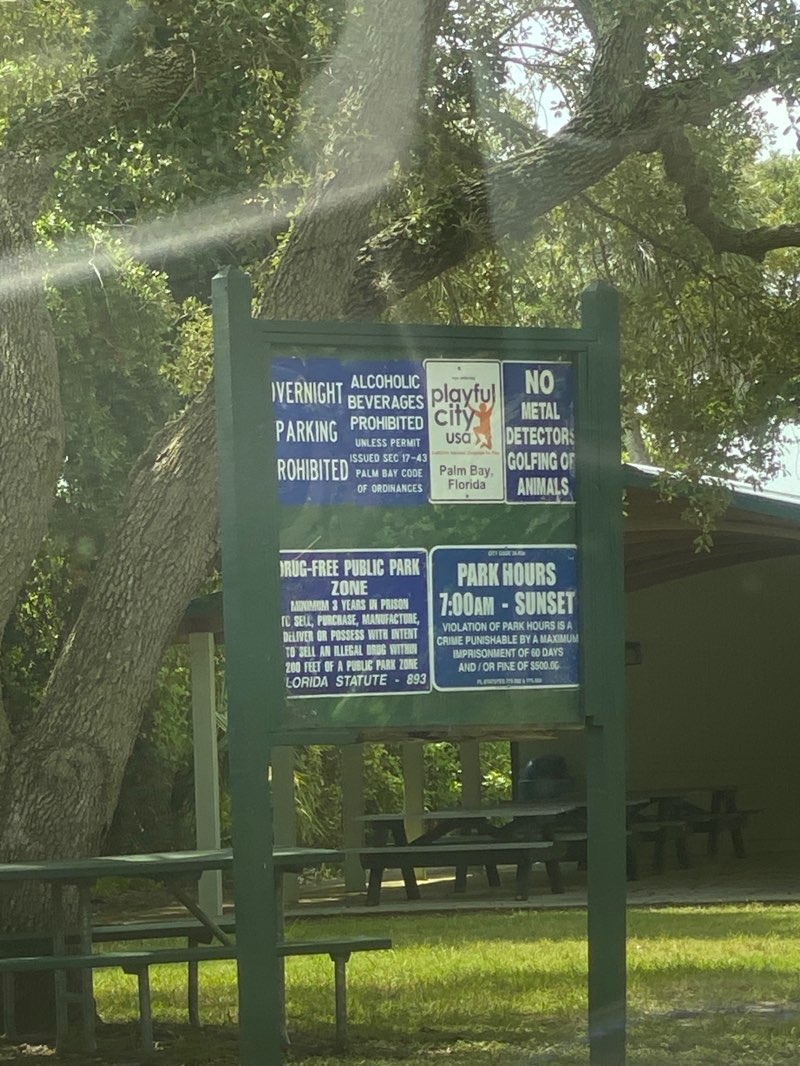 OVERNIGHT
PARKING
PROHIBITED
ALCOHOLIC
BEVERAGES
PROHIBITED
UNLESS PERMIT
ISSUED SEC 17-43
PALM BAY CODE
OF ORDINANCES
playful
city
usa
Palm Bay,
Florida
NO
METAL
DETECTORS
GOLFING OR
ANIMALS
DRUG-FREE PUBLIC PARK
ZONE
MINIMUM 3 YEARS IN PRISON
TO SELL, PURCHASE, MANUFACTURE,
DELIVER OR POSSESS WITH INTENT
TO SELL AN ILLEGAL DRUG WITHIN
200 FEET OF A PUBLIC PARK ZONE
FLORIDA STATUTE - 893
PARK HOURS
7:00AM - SUNSET
VIOLATION OF PARK HOURS IS A
CRIME PUNISHABLE BY A MAXIMUM
IMPRISONMENT OF 60 DAYS
AND / OR FINE OF $500.00